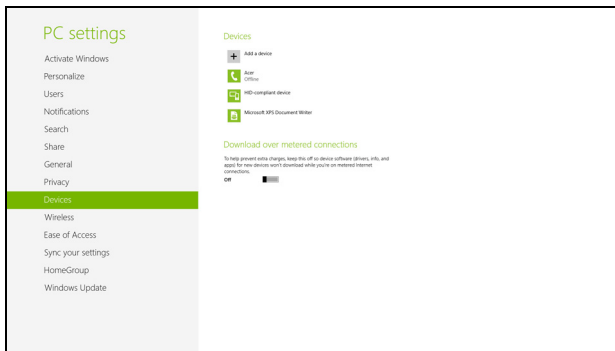 PC settings
Activate Windows
Personalize
Users
Notifications
Search
Share
General
Privacy
Devices
Wireless
Ease of Access
Sync your settings
HomeGroup
Windows Update
Devices
Add a device
Acer
Offline
HID-compliant device
Microsoft XPS Document Writer
Download over metered connections
To help prevent extra charges, keep this off so device software (drivers, info, and
apps) for new devices won't download while you're on metered Internet
connections.
Off